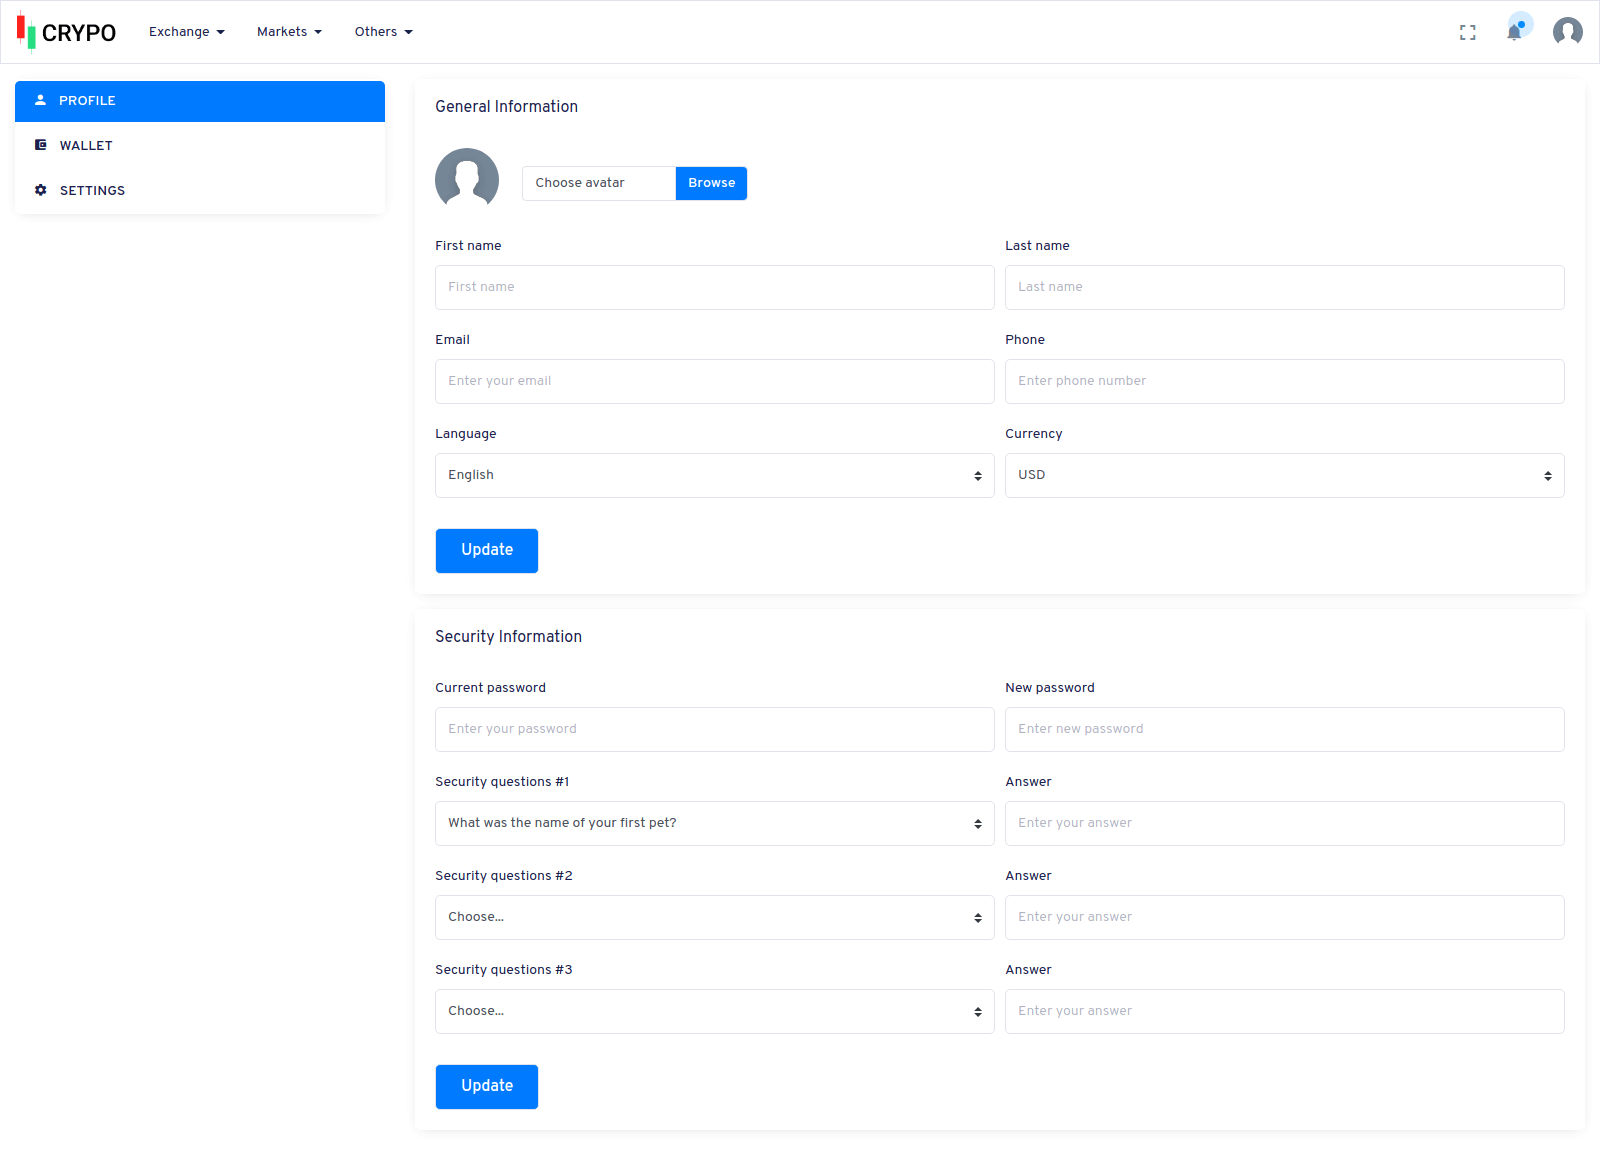 CRYPO
Exchange Markets Others
PROFILE
WALLET
SETTINGS
General Information
Choose avatar Browse
First name Last name
First name Last name
Email Phone
Enter your email Enter phone number
Language Currency
English USD
Update
Security Information
Current password New password
Enter your password Enter new password
Security questions #1 Answer
What was the name of your first pet? Enter your answer
Security questions #2 Answer
Choose... Enter your answer
Security questions #3 Answer
Choose... Enter your answer
Update